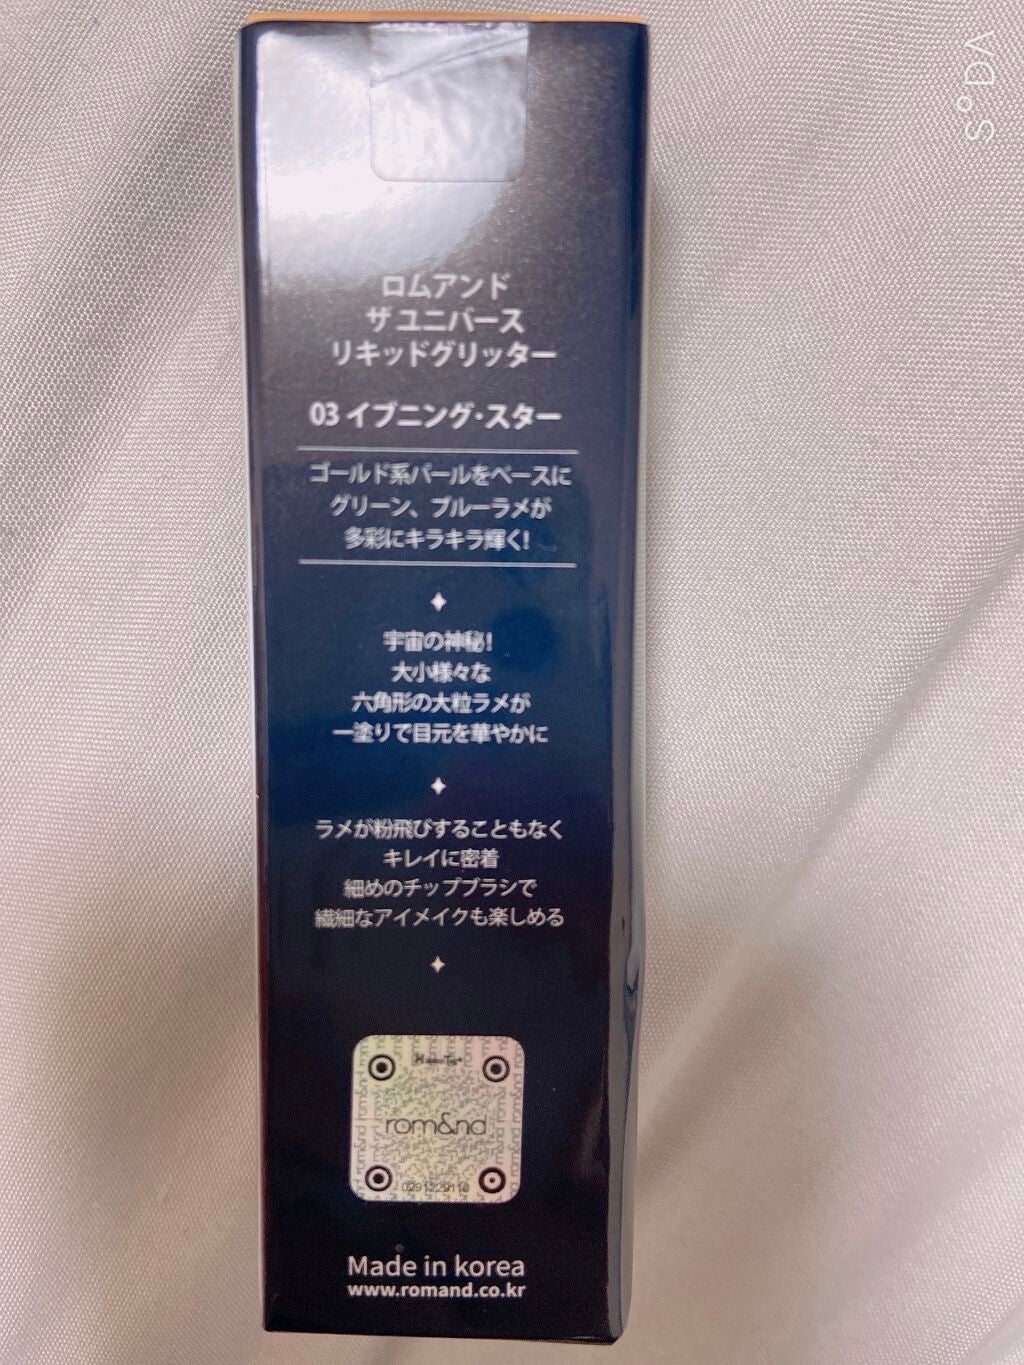 ロムアンド
ザ ユニバース
リキッドグリッター
03 イブニング・スター
ゴールド系パールをベースに
グリーン、ブルーラメが
多彩にキラキラ輝く!
宇宙の神秘!
大小様々な
六角形の大粒ラメが
一塗りで目元を華やかに
ラメが粉飛びすることもなく
キレイに密着
細めのチップブラシで
繊細なアイメイクも楽しめる
rom&nd
Made in korea
www.romand.co.kr
SODA